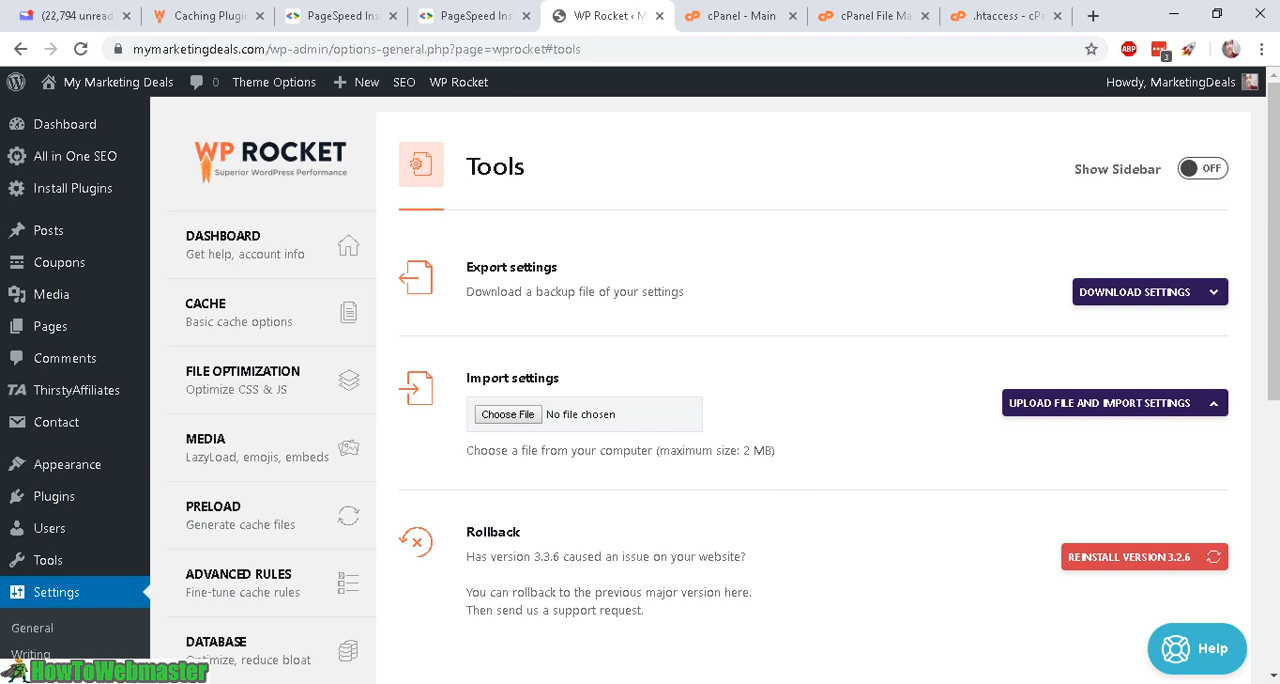 (22,794 unread
Caching Plugi
PageSpeed Ins
PageSpeed Ins
WP Rocket ‹ M
cPanel - Main
cPanel File Ma
.htaccess - cPa
mymarketingdeals.com/wp-admin/options-general.php?page=wprocket#tools
ABP
3
My Marketing Deals
0
Theme Options
New
SEO
WP Rocket
Howdy, MarketingDeals
Dashboard
All in One SEO
Install Plugins
Posts
Coupons
Media
Pages
Comments
TA ThirstyAffiliates
Contact
Appearance
Plugins
Users
Tools
Settings
General
Writing
HowToWebmaster
WP ROCKET
Superior WordPress Performance
DASHBOARD
Get help, account info
CACHE
Basic cache options
FILE OPTIMIZATION
Optimize CSS & JS
MEDIA
LazyLoad, emojis, embeds
PRELOAD
Generate cache files
ADVANCED RULES
Fine-tune cache rules
DATABASE
Optimize, reduce bloat
Tools
Show Sidebar
OFF
Export settings
Download a backup file of your settings
DOWNLOAD SETTINGS
Import settings
Choose File No file chosen
UPLOAD FILE AND IMPORT SETTINGS
Choose a file from your computer (maximum size: 2 MB)
Rollback
Has version 3.3.6 caused an issue on your website?
REINSTALL VERSION 3.2.6
You can rollback to the previous major version here.
Then send us a support request.
Help